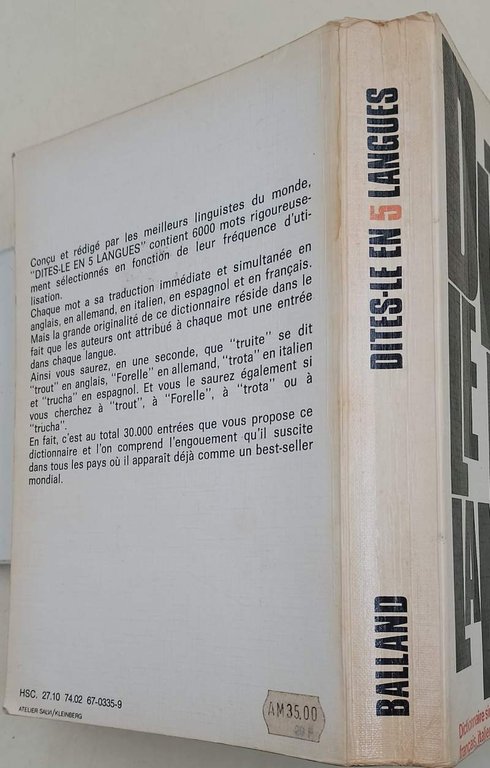 Conçu et rédigé par les meilleurs linguistes du monde,
"DITES-LE EN 5 LANGUES" contient 6000 mots rigoureuse-
ment sélectionnés en fonction de leur fréquence d'uti-
lisation.
Chaque mot a sa traduction immédiate et simultanée en
anglais, en allemand, en italien, en espagnol et en français.
Mais la grande originalité de ce dictionnaire réside dans le
fait que les auteurs ont attribué à chaque mot une entrée
dans chaque langue.
Ainsi vous saurez, en une seconde, que "truite" se dit
"trout" en anglais, "Forelle" en allemand, "trota" en italien
et "trucha" en espagnol. Et vous le saurez également si
vous cherchez à "trout", à "Forelle", à "trota" ou à
"trucha".
En fait, c'est au total 30.000 entrées que vous propose ce
dictionnaire et l'on comprend l'engouement qu'il suscite
dans tous les pays où il apparaît déjà comme un best-seller
mondial.
HSC. 27.10 74.02 67-0335-9
ATELIER SALVI/KLEINBERG
AM35.00
BALLAND DITES-LE EN 5 LANGUES
Dictionnaire
français,